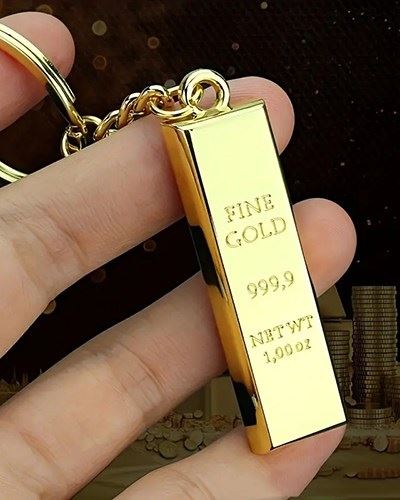 FINE
GOLD
999,9
NET WT
1,00 oz